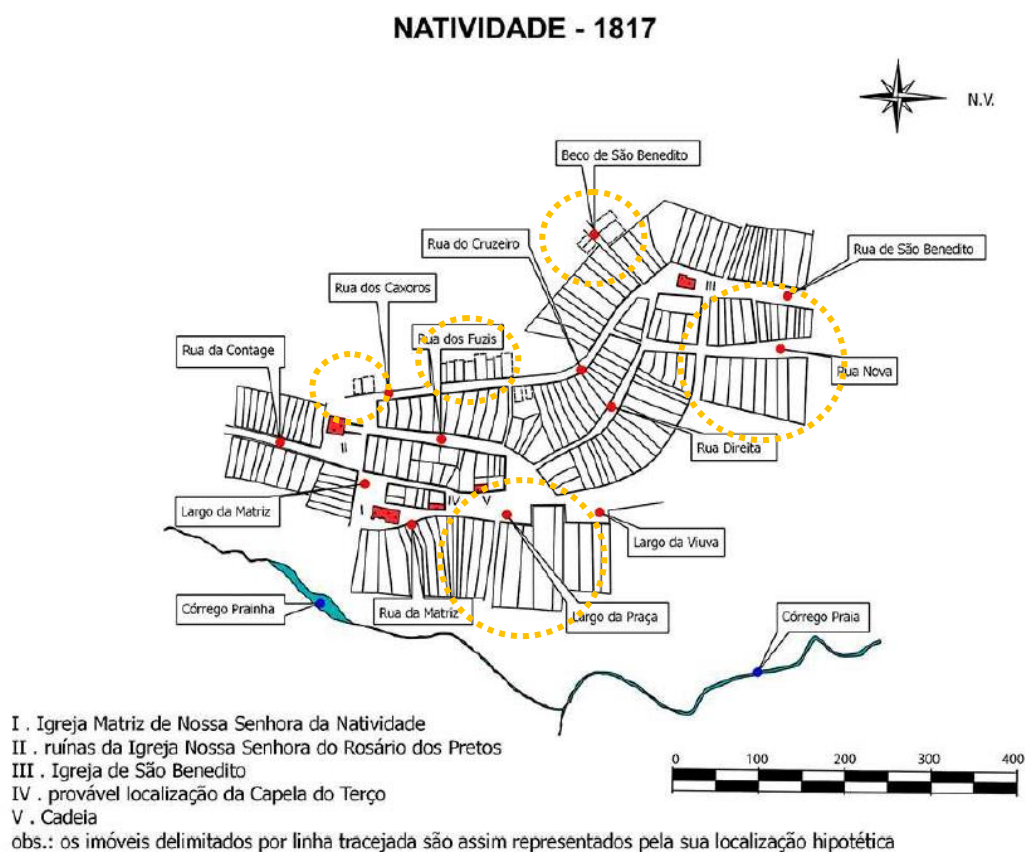 NATIVIDADE - 1817
N.V.
Beco de São Benedito
Rua do Cruzeiro
Rua de São Benedito
III
Rua dos Caxoros
Rua dos Fuzis
Rua da Contage
Rua Nova
II
Rua Direita
Largo da Matriz
I
IV
V
Largo da Viuva
Córrego Prainha
Rua da Matriz
Largo da Praça
Córrego Praia
I . Igreja Matriz de Nossa Senhora da Natividade
II . ruínas da Igreja Nossa Senhora do Rosário dos Pretos
III . Igreja de São Benedito
IV . provável localização da Capela do Terço
V . Cadeia
0 100 200 300 400
obs.: os imóveis delimitados por linha tracejada são assim representados pela sua localização hipotética